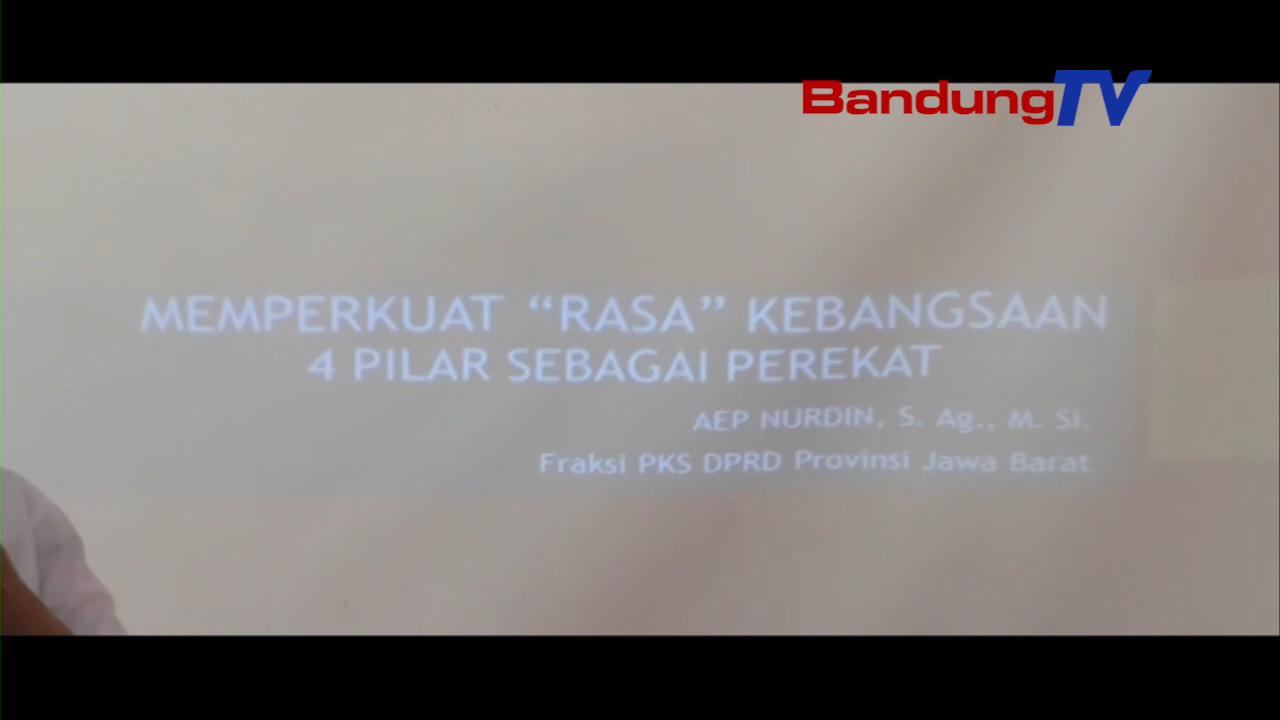 BandungTV
MEMPERKUAT “RASA” KEBANGSAAN
4 PILAR SEBAGAI PEREKAT
AEP NURDIN, S. Ag., M. Si.
Fraksi PKS DPRD Provinsi Jawa Barat